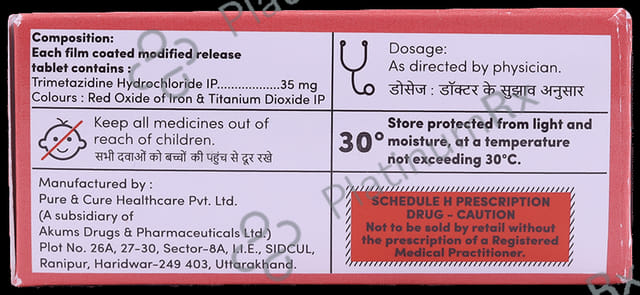 Composition:
Each film coated modified release
tablet contains :
Trimetazidine Hydrochloride IP...................35 mg
Colours : Red Oxide of Iron & Titanium Dioxide IP
Dosage:
As directed by physician.
डोसेज : डॉक्टर के सुझाव अनुसार
Keep all medicines out of
reach of children.
सभी दवाओं को बच्चों की पहुंच से दूर रखे
30°
Store protected from light and
moisture, at a temperature
not exceeding 30°C.
Manufactured by :
Pure & Cure Healthcare Pvt. Ltd.
(A subsidiary of
Akums Drugs & Pharmaceuticals Ltd.)
Plot No. 26A, 27-30, Sector-8A, I.I.E., SIDCUL,
Ranipur, Haridwar-249 403, Uttarakhand.
SCHEDULE H PRESCRIPTION
DRUG - CAUTION
Not to be sold by retail without
the prescription of a Registered
Medical Practitioner.
PlatinumRx